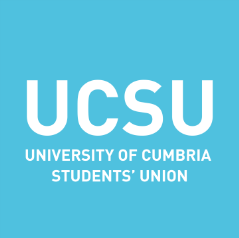 UCSU
UNIVERSITY OF CUMBRIA
STUDENTS' UNION